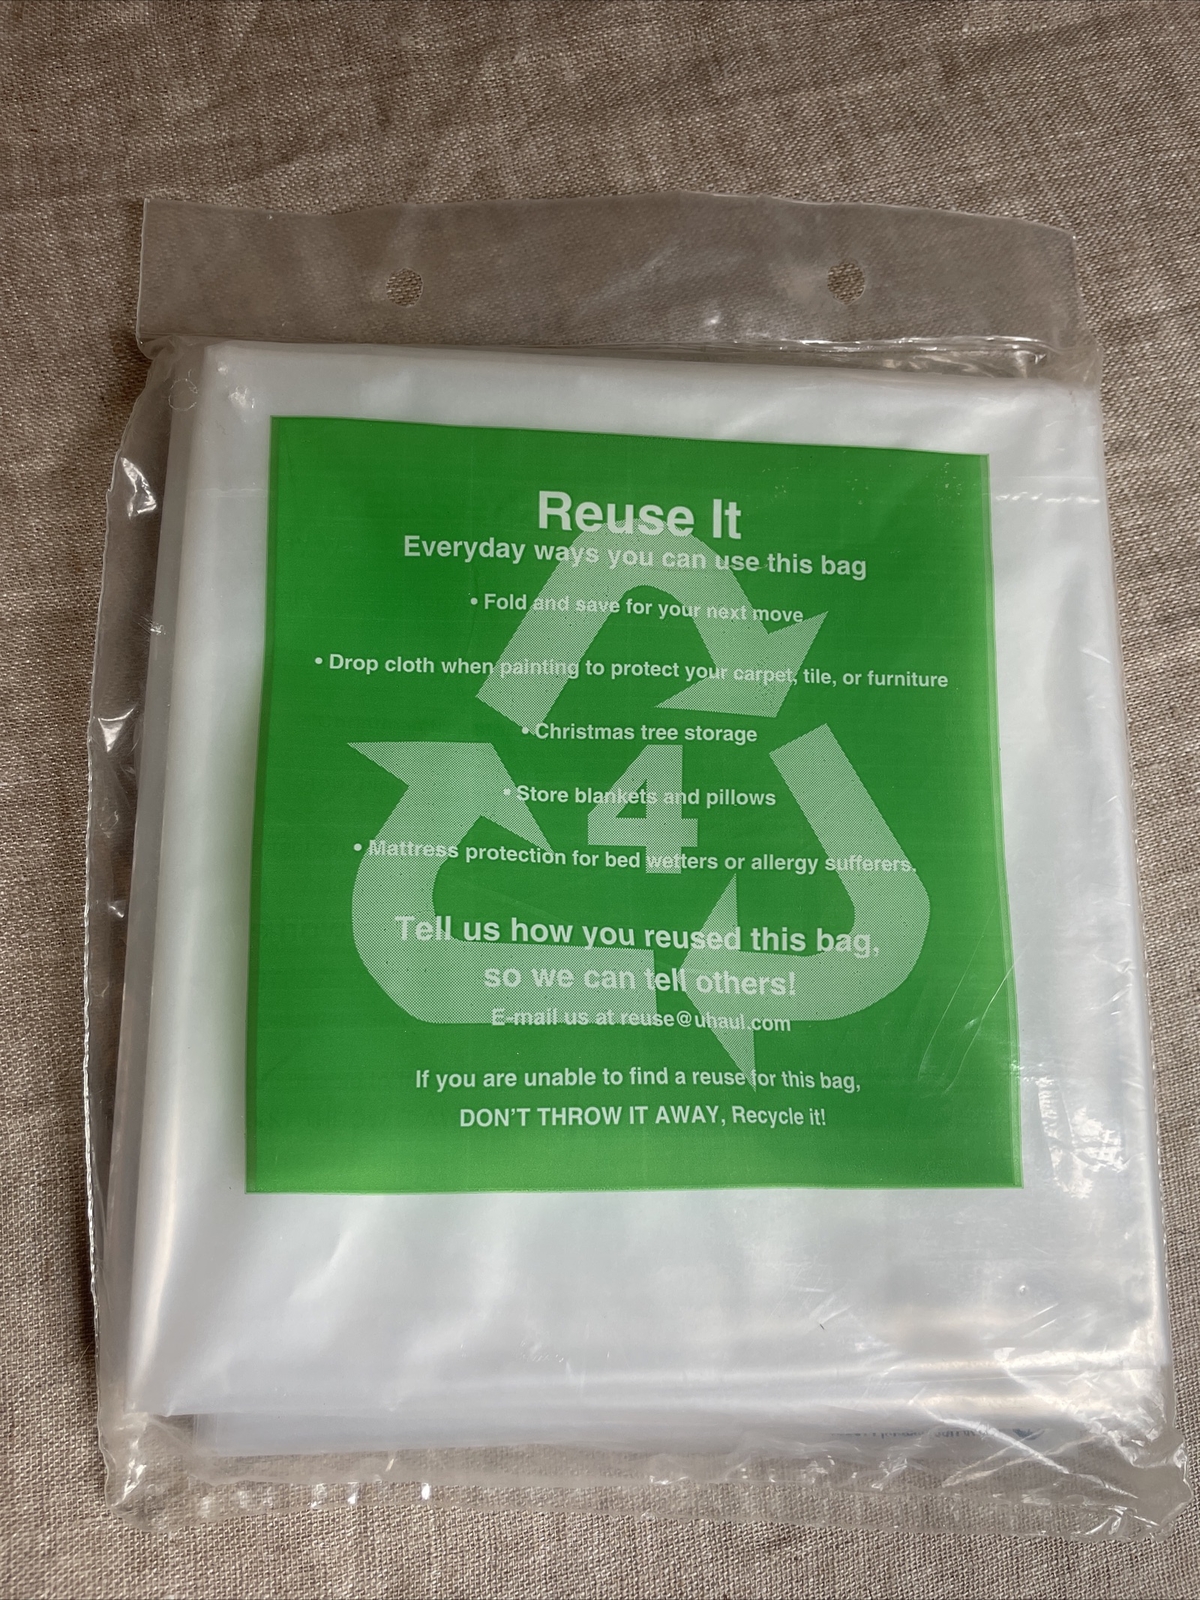 Reuse It
Everyday ways you can use this bag
• Fold and save for your next move
• Drop cloth when painting to protect your carpet, tile, or furniture
• Christmas tree storage
4
• Store blankets and pillows
• Mattress protection for bed wetters or allergy sufferers.
Tell us how you reused this bag,
so we can tell others!
E-mail us at reuse@uhaul.com
If you are unable to find a reuse for this bag,
DON'T THROW IT AWAY, Recycle it!